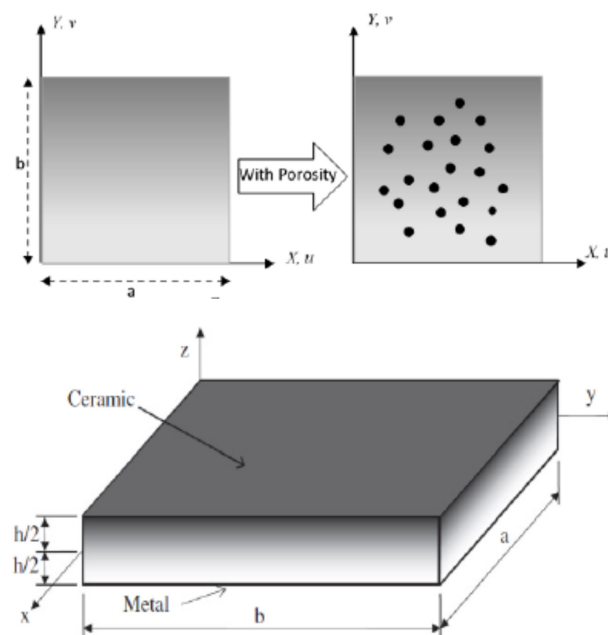 Y, v
Y, v
b
With Porosity
X, u
X, u
a
z
Ceramic
y
h/2
h/2
a
x
Metal
b